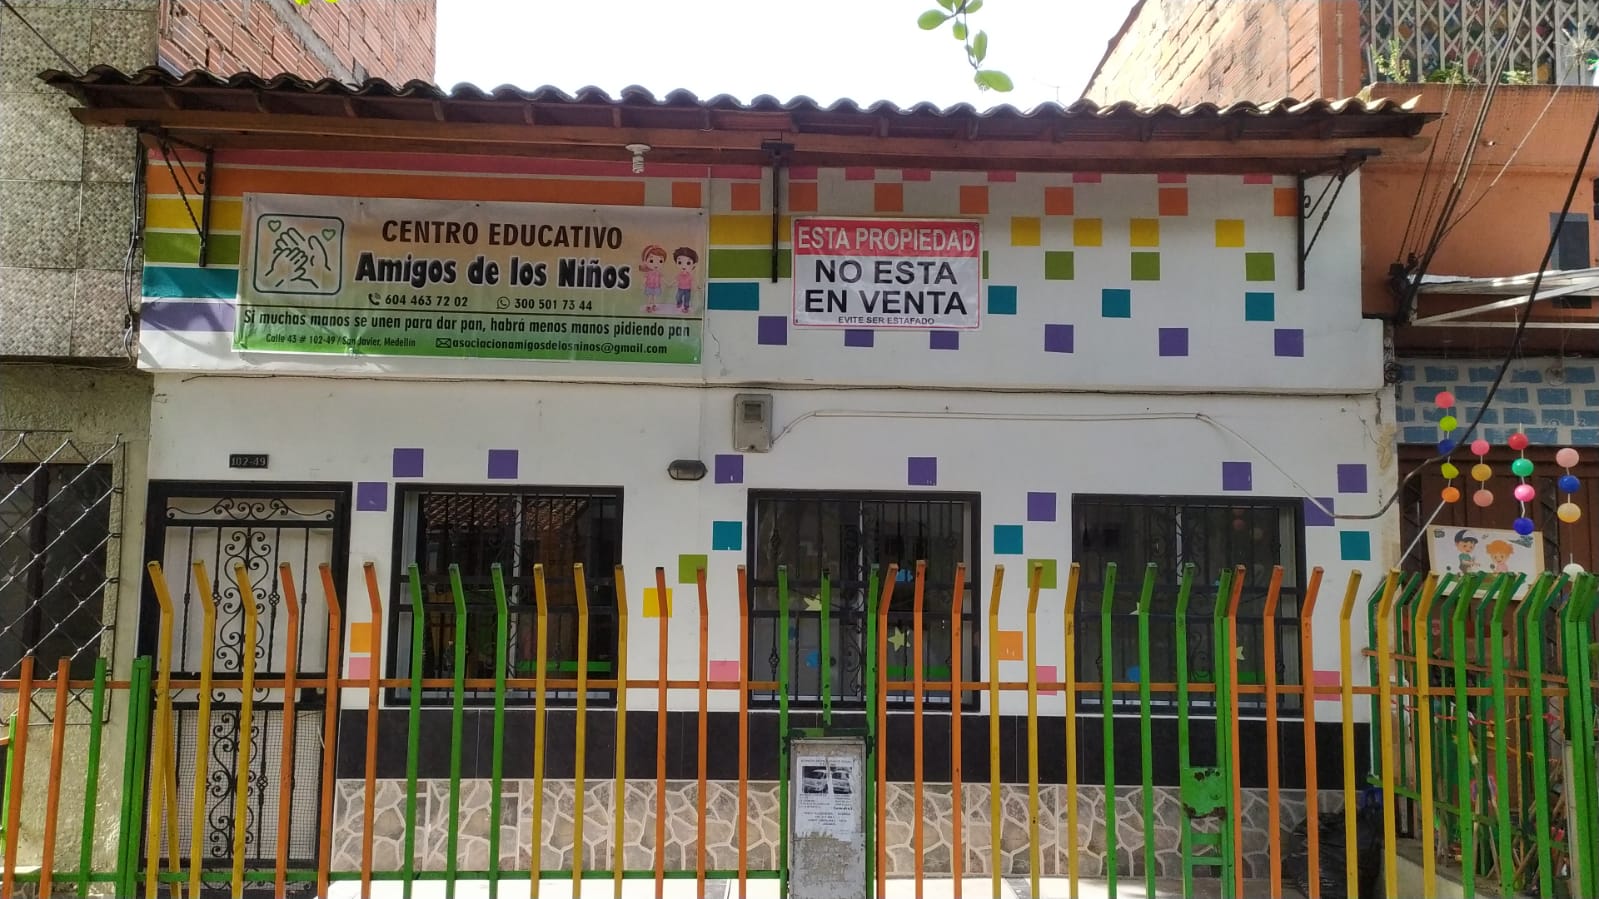 CENTRO EDUCATIVO
Amigos de los Niños
604 463 72 02 300 501 73 44
Si muchas manos se unen para dar pan, habrá menos manos pidiendo pan
Calle 43 # 102-49 / San Javier, Medellín asociacionamigosdelosninos@gmail.com
ESTA PROPIEDAD
NO ESTA
EN VENTA
EVITE SER ESTAFADO
102-49